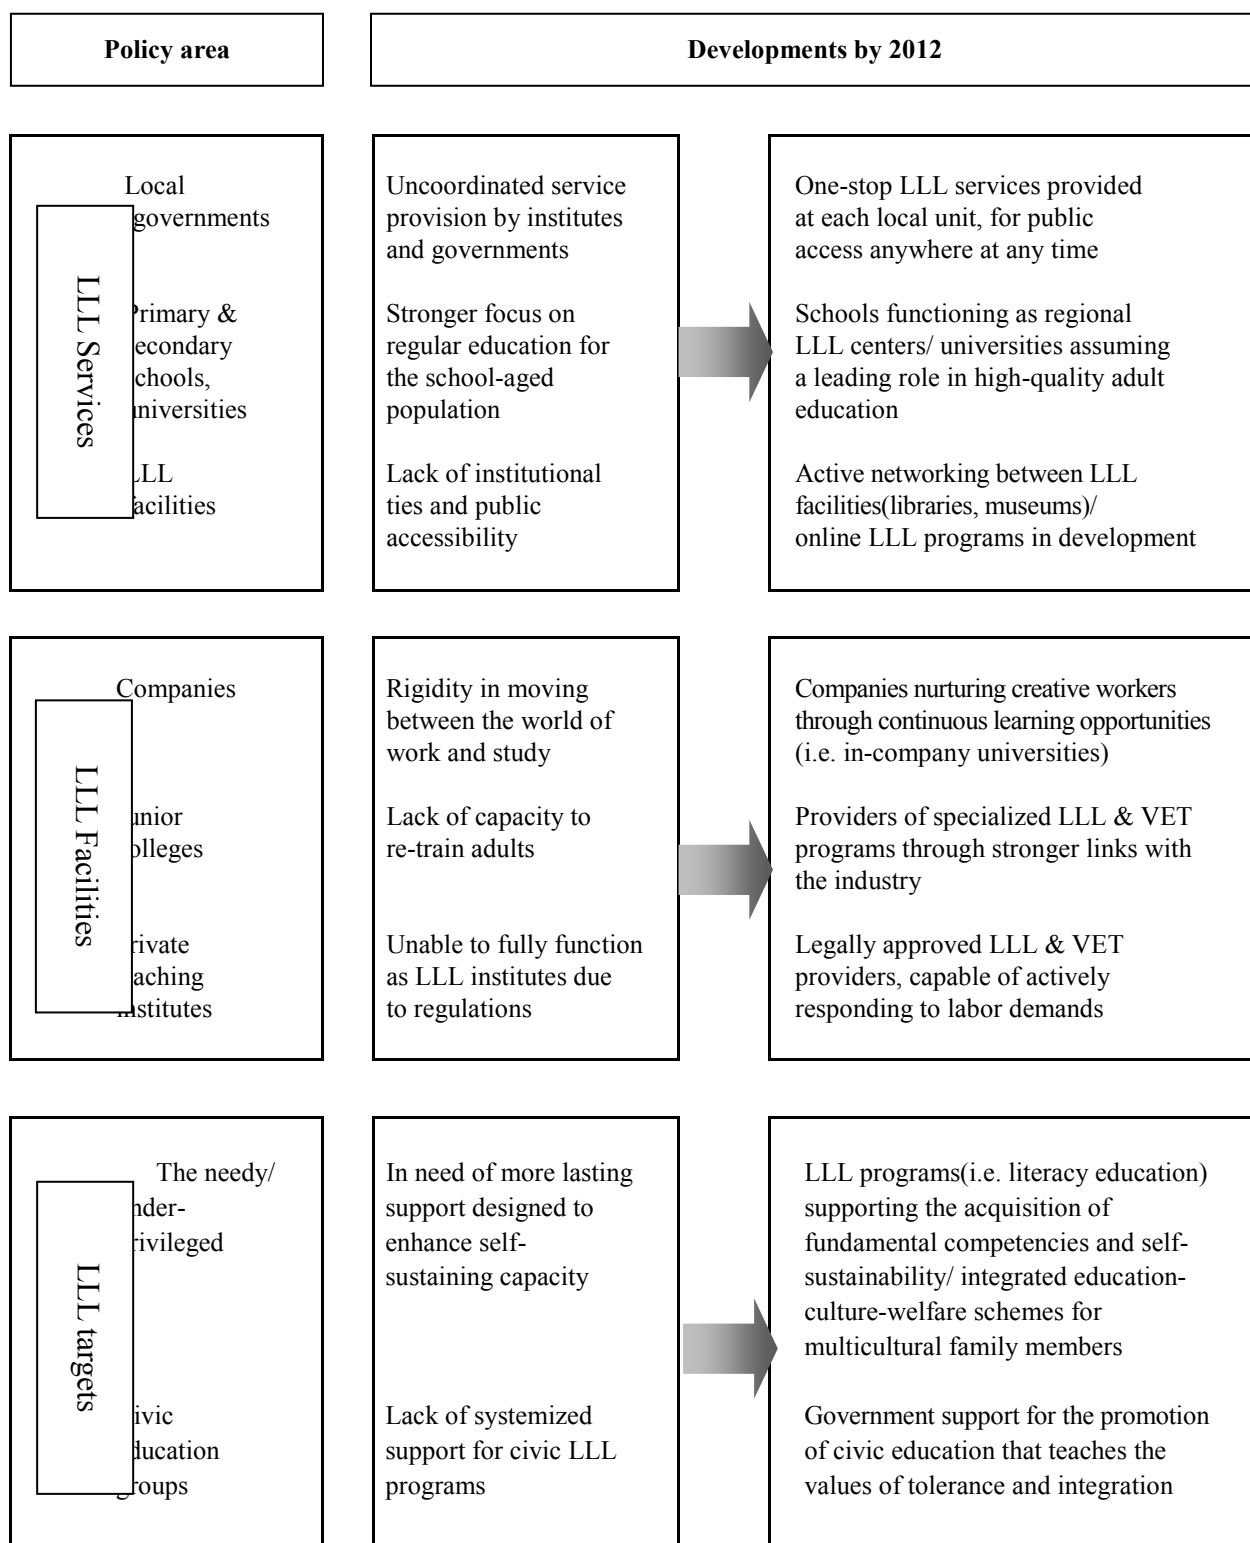 Policy area
Developments by 2012
LLL Services
Local
governments
Uncoordinated service
provision by institutes
and governments
One-stop LLL services provided
at each local unit, for public
access anywhere at any time
Primary &
secondary
schools,
universities
Stronger focus on
regular education for
the school-aged
population
Schools functioning as regional
LLL centers/ universities assuming
a leading role in high-quality adult
education
LLL
facilities
Lack of institutional
ties and public
accessibility
Active networking between LLL
facilities(libraries, museums)/
online LLL programs in development
LLL Facilities
Companies
Rigidity in moving
between the world of
work and study
Companies nurturing creative workers
through continuous learning opportunities
(i.e. in-company universities)
unior
olleges
Lack of capacity to
re-train adults
Providers of specialized LLL & VET
programs through stronger links with
the industry
rivate
eaching
institutes
Unable to fully function
as LLL institutes due
to regulations
Legally approved LLL & VET
providers, capable of actively
responding to labor demands
LLL targets
The needy/
nder-
rivileged
In need of more lasting
support designed to
enhance self-
sustaining capacity
LLL programs(i.e. literacy education)
supporting the acquisition of
fundamental competencies and self-
sustainability/ integrated education-
culture-welfare schemes for
multicultural family members
ivic
ducation
groups
Lack of systemized
support for civic LLL
programs
Government support for the promotion
of civic education that teaches the
values of tolerance and integration